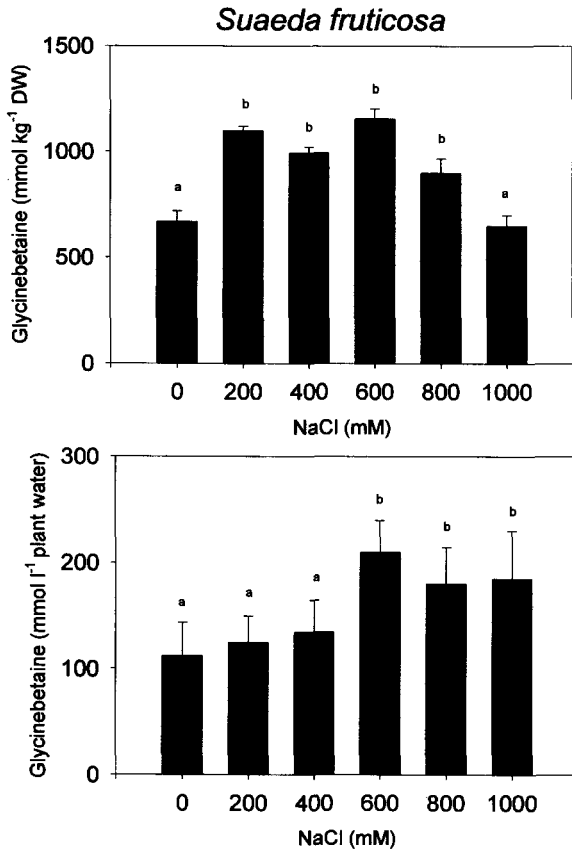 Suaeda fruticosa
Glycinebetaine (mmol kg⁻¹ DW)
1500
1000
500
0
a
b
b
b
b
a
0 200 400 600 800 1000
NaCl (mM)
Glycinebetaine (mmol l⁻¹ plant water)
300
200
100
0
a
a
a
b
b
b
0 200 400 600 800 1000
NaCl (mM)